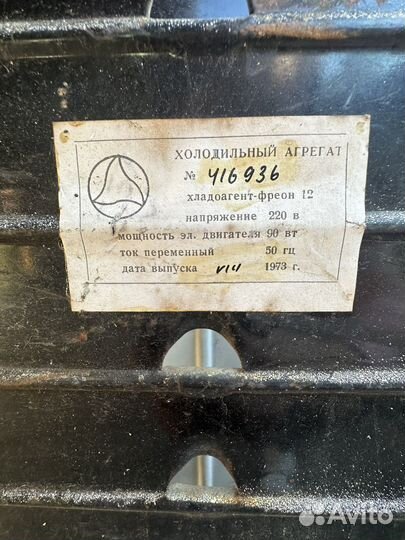 ХОЛОДИЛЬНЫЙ АГРЕГАТ
№ 416936
хладоагент-фреон 12
напряжение 220 в
мощность эл. двигателя 90 вт
ток переменный 50 гц
дата выпуска 1973 г.
Avito